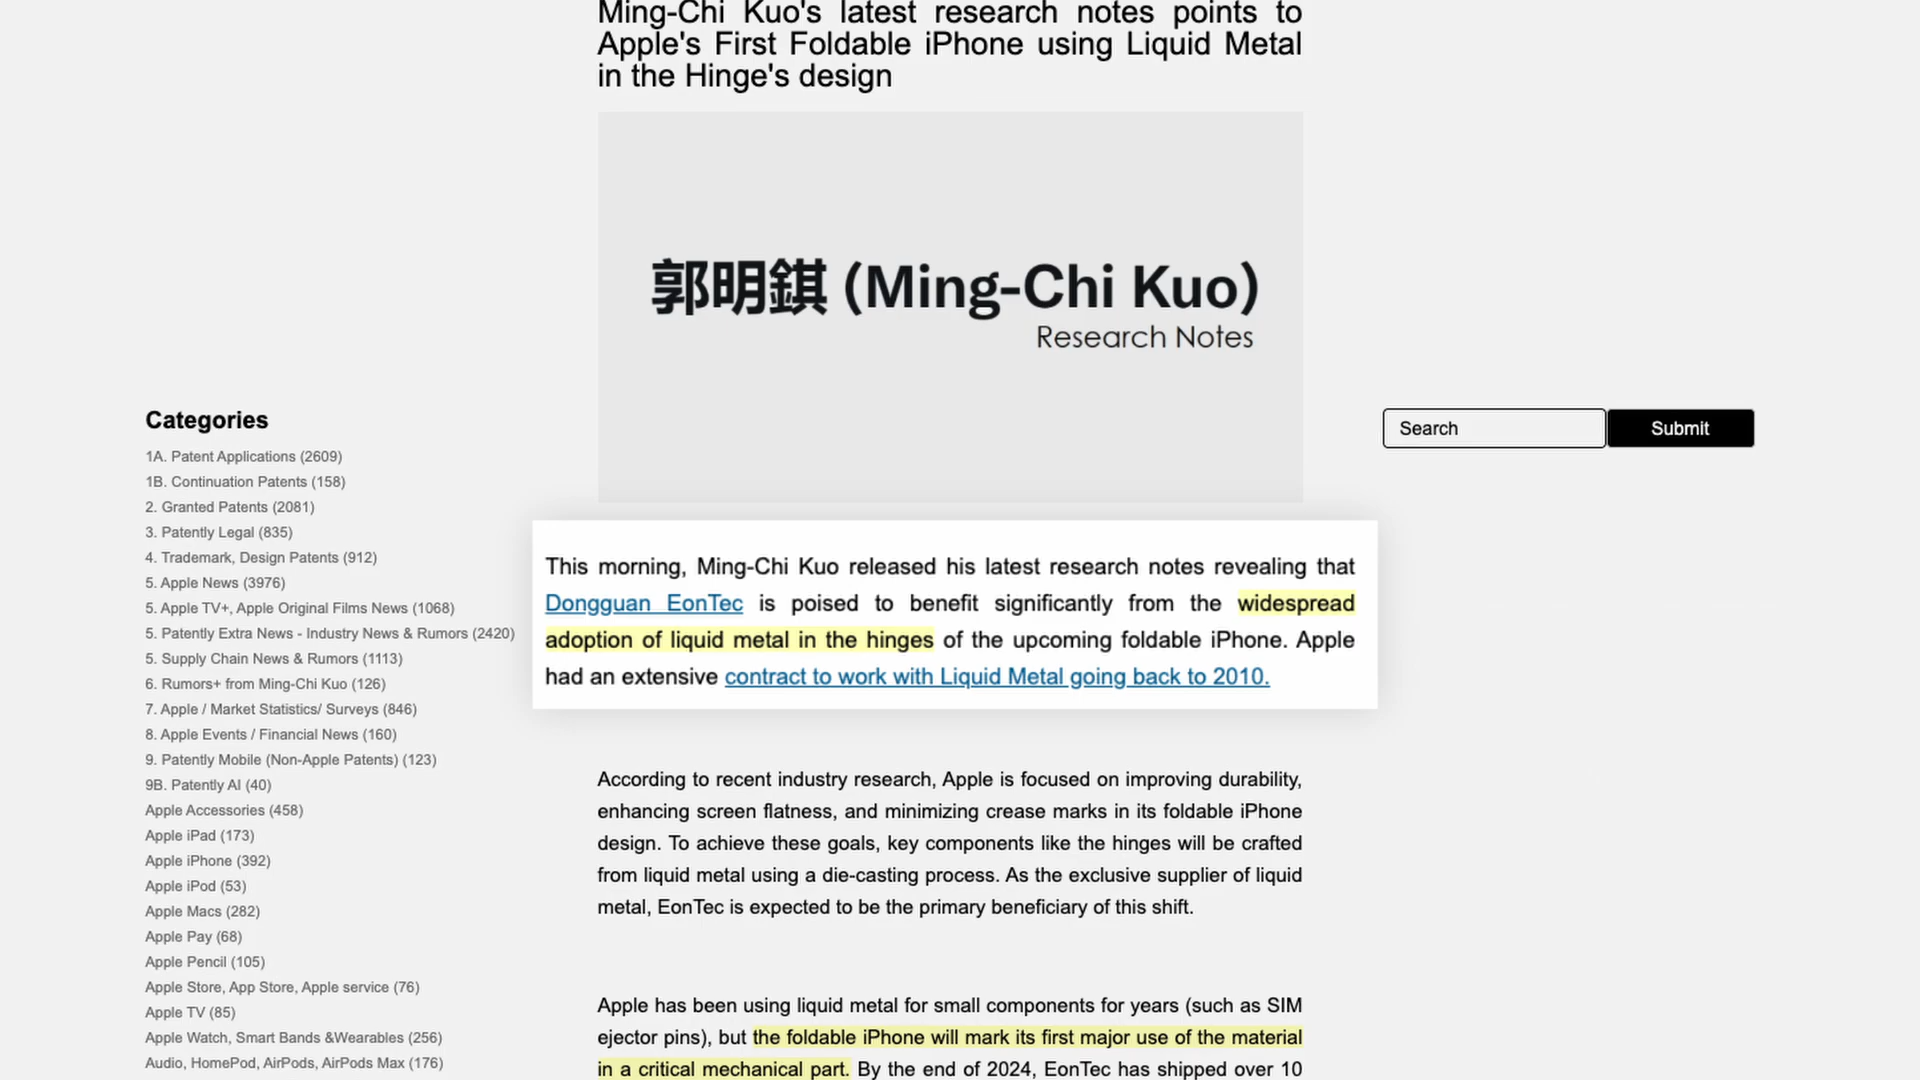 Ming-Chi Kuo's latest research notes points to
Apple's First Foldable iPhone using Liquid Metal
in the Hinge's design
郭明錤 (Ming-Chi Kuo)
Research Notes
Categories
1A. Patent Applications (2609)
1B. Continuation Patents (158)
2. Granted Patents (2081)
3. Patently Legal (835)
4. Trademark, Design Patents (912)
5. Apple News (3976)
5. Apple TV+, Apple Original Films News (1068)
5. Patently Extra News - Industry News & Rumors (2420)
5. Supply Chain News & Rumors (1113)
6. Rumors+ from Ming-Chi Kuo (126)
7. Apple / Market Statistics/ Surveys (846)
8. Apple Events / Financial News (160)
9. Patently Mobile (Non-Apple Patents) (123)
9B. Patently AI (40)
Apple Accessories (458)
Apple iPad (173)
Apple iPhone (392)
Apple iPod (53)
Apple Macs (282)
Apple Pay (68)
Apple Pencil (105)
Apple Store, App Store, Apple service (76)
Apple TV (85)
Apple Watch, Smart Bands &Wearables (256)
Audio, HomePod, AirPods, AirPods Max (176)
Search
Submit
This morning, Ming-Chi Kuo released his latest research notes revealing that
Dongguan EonTec is poised to benefit significantly from the widespread
adoption of liquid metal in the hinges of the upcoming foldable iPhone. Apple
had an extensive contract to work with Liquid Metal going back to 2010.
According to recent industry research, Apple is focused on improving durability,
enhancing screen flatness, and minimizing crease marks in its foldable iPhone
design. To achieve these goals, key components like the hinges will be crafted
from liquid metal using a die-casting process. As the exclusive supplier of liquid
metal, EonTec is expected to be the primary beneficiary of this shift.
Apple has been using liquid metal for small components for years (such as SIM
ejector pins), but the foldable iPhone will mark its first major use of the material
in a critical mechanical part. By the end of 2024, EonTec has shipped over 10